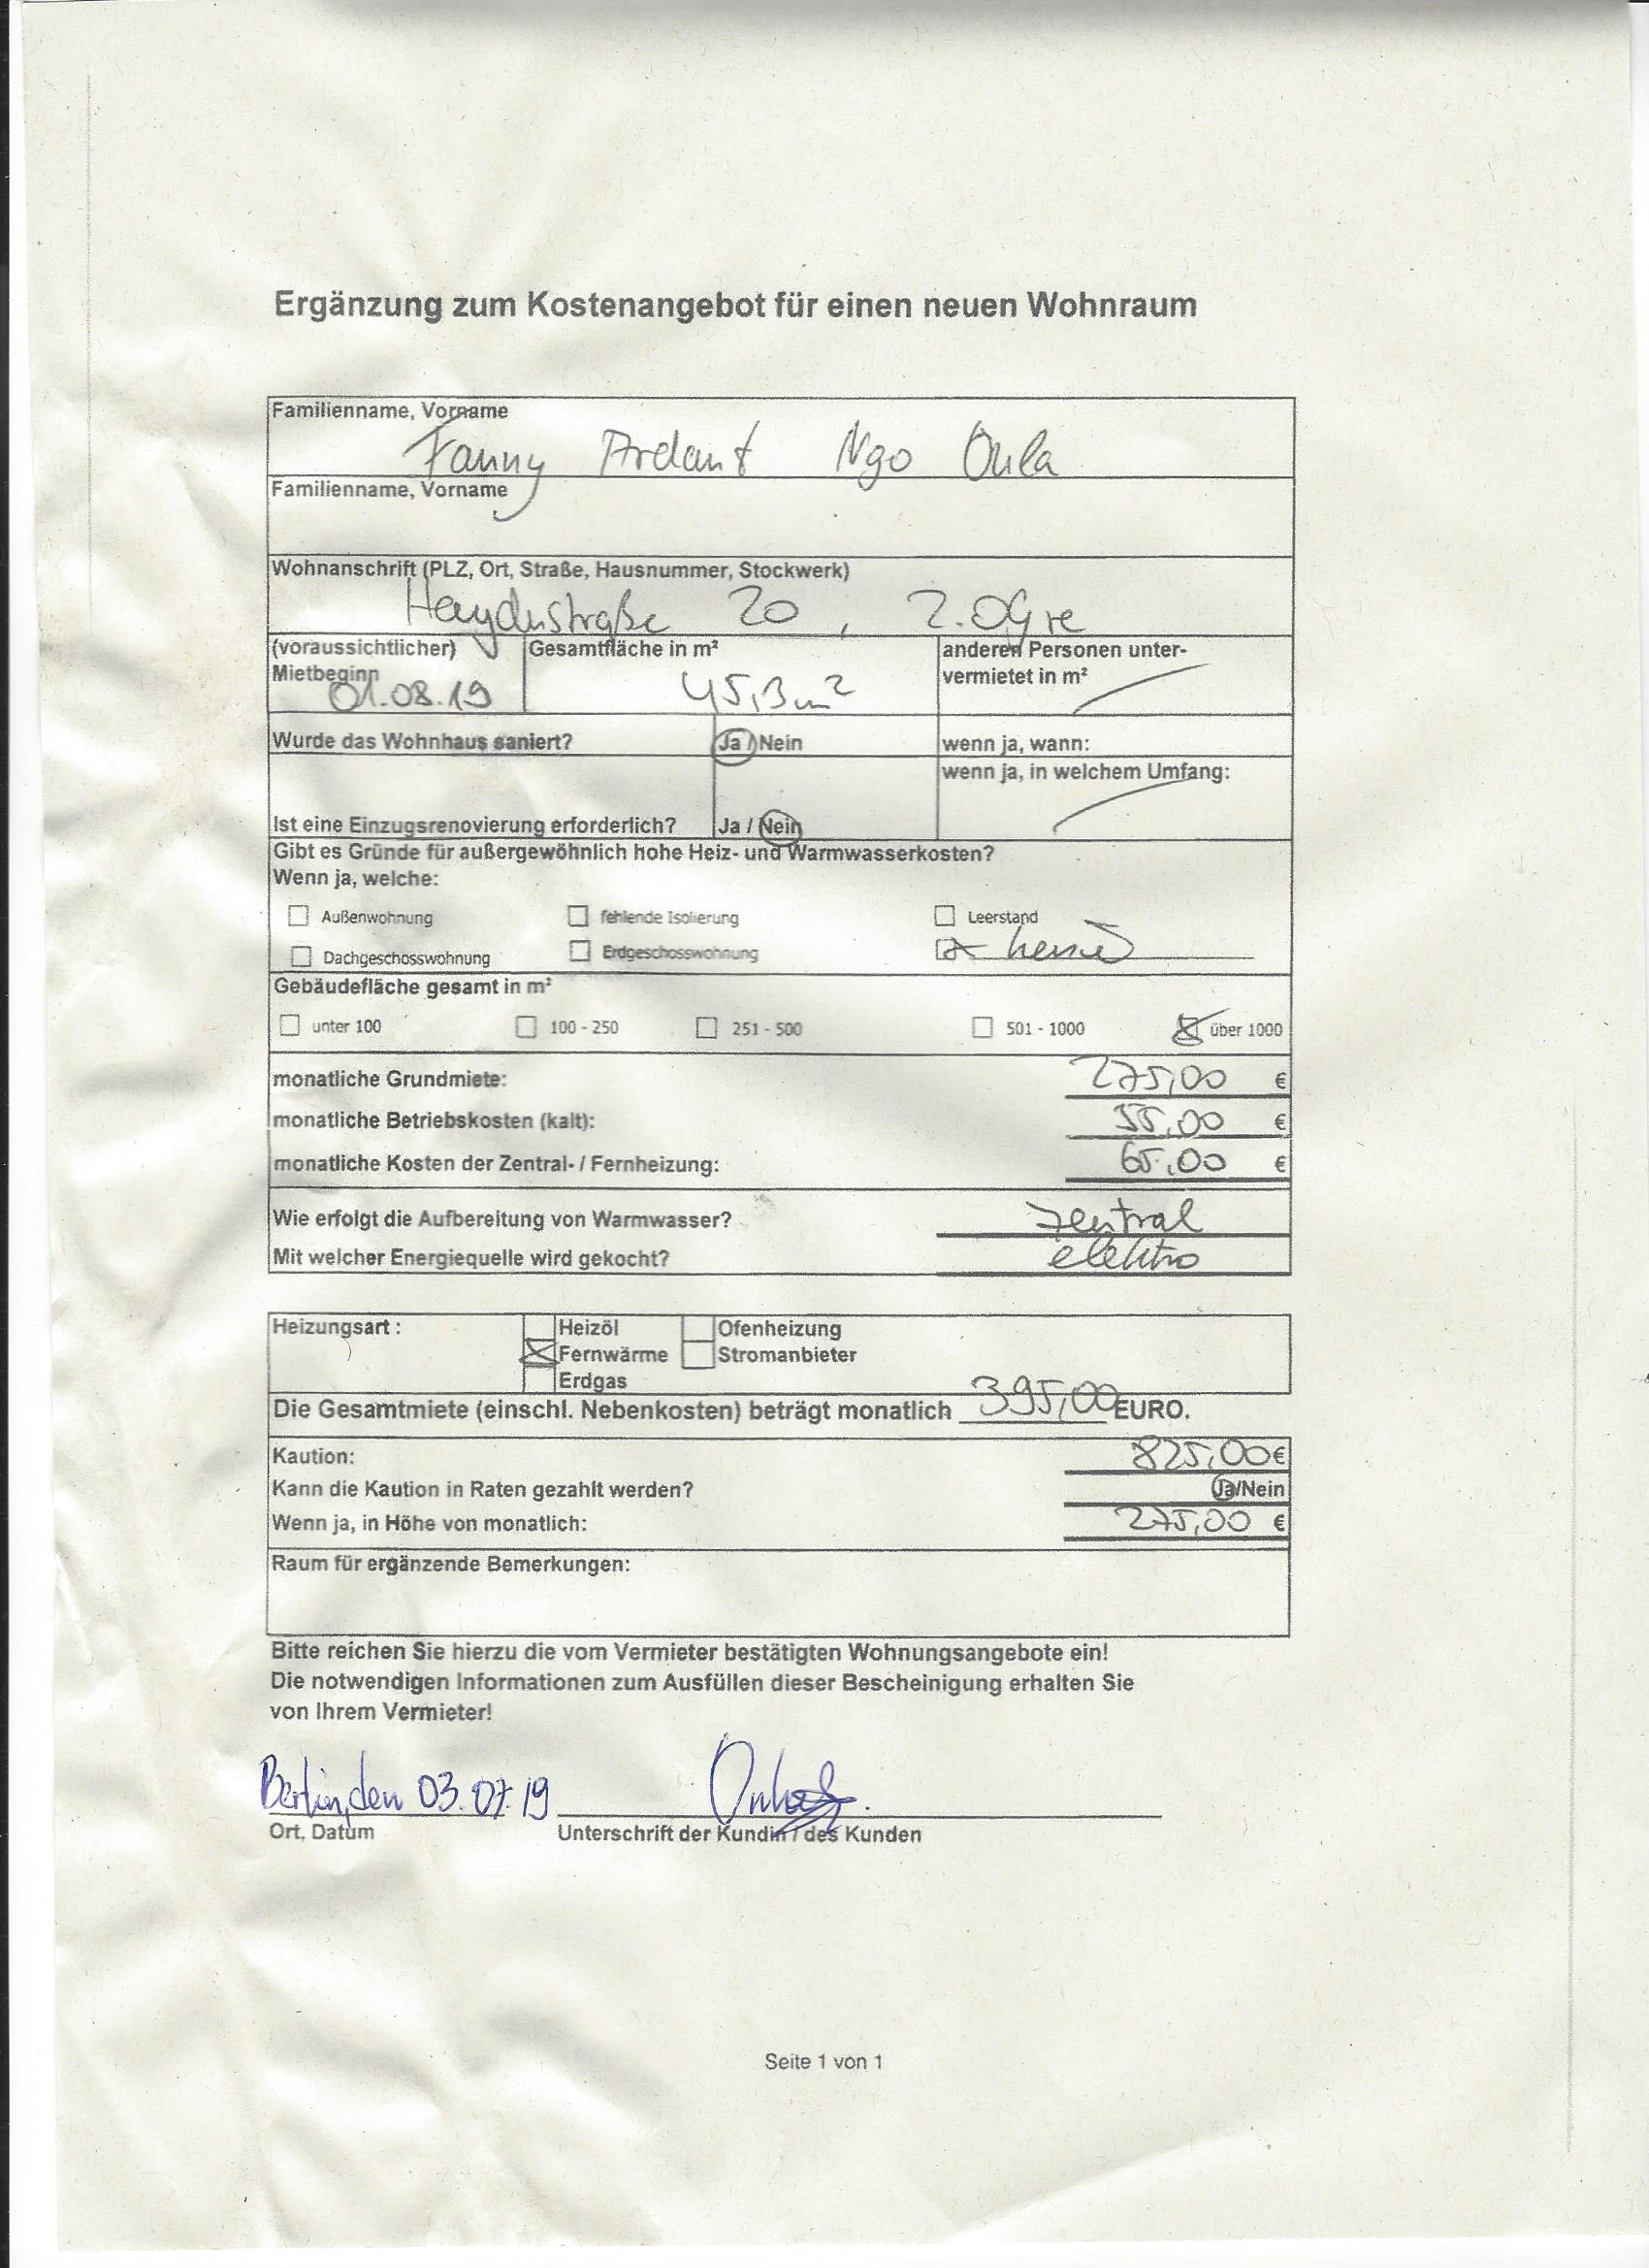 Ergänzung zum Kostenangebot für einen neuen Wohnraum
Familienname, Vorname
Fanny Ardant Ngo Oula
Familienname, Vorname
Wohnanschrift (PLZ, Ort, Straße, Hausnummer, Stockwerk)
Haydnstraße 20, 2.OG re
(voraussichtlicher) Gesamtfläche in m² anderen Personen unter-
Mietbeginn vermietet in m²
01.08.19 45,3 m²
Wurde das Wohnhaus saniert? Ja / Nein wenn ja, wann:
wenn ja, in welchem Umfang:
Ist eine Einzugsrenovierung erforderlich? Ja / Nein
Gibt es Gründe für außergewöhnlich hohe Heiz- und Warmwasserkosten?
Wenn ja, welche:
Außenwohnung fehlende Isolierung Leerstand
Dachgeschosswohnung Erdgeschosswohnung
Gebäudefläche gesamt in m²
unter 100 100 - 250 251 - 500 501 - 1000 über 1000
monatliche Grundmiete: 275,00 €
monatliche Betriebskosten (kalt): 55,00 €
monatliche Kosten der Zentral- / Fernheizung: 65,00 €
Wie erfolgt die Aufbereitung von Warmwasser? zentral
Mit welcher Energiequelle wird gekocht? elektro
Heizungsart : Heizöl Ofenheizung
Fernwärme Stromanbieter
Erdgas
Die Gesamtmiete (einschl. Nebenkosten) beträgt monatlich 395,00 EURO.
Kaution: 825,00 €
Kann die Kaution in Raten gezahlt werden? Ja/Nein
Wenn ja, in Höhe von monatlich: 275,00 €
Raum für ergänzende Bemerkungen:
Bitte reichen Sie hierzu die vom Vermieter bestätigten Wohnungsangebote ein!
Die notwendigen Informationen zum Ausfüllen dieser Bescheinigung erhalten Sie
von Ihrem Vermieter!
Berlin, den 03.07.19
Ort, Datum Unterschrift der Kundin / des Kunden
Seite 1 von 1